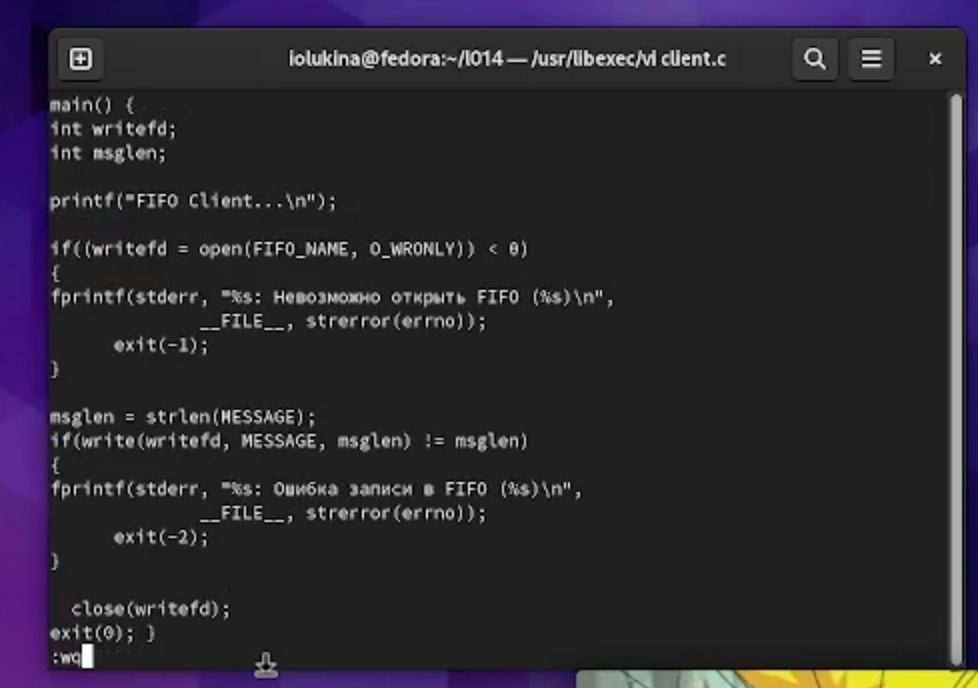 iolukina@fedora:~/l014 — /usr/libexec/vi client.c
main() {
int writefd;
int msglen;
printf("FIFO Client...\n");
if((writefd = open(FIFO_NAME, O_WRONLY)) < 0)
{
fprintf(stderr, "%s: Невозможно открыть FIFO (%s)\n",
__FILE__, strerror(errno));
exit(-1);
}
msglen = strlen(MESSAGE);
if(write(writefd, MESSAGE, msglen) != msglen)
{
fprintf(stderr, "%s: Ошибка записи в FIFO (%s)\n",
__FILE__, strerror(errno));
exit(-2);
}
close(writefd);
exit(0); }
:wq